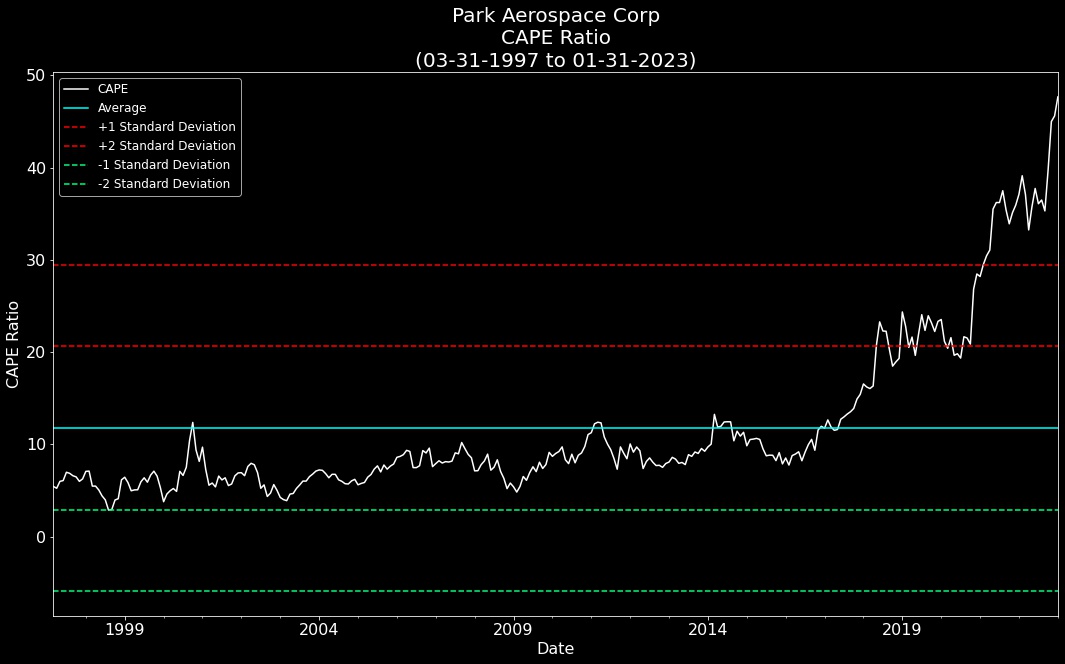 Park Aerospace Corp
CAPE Ratio
(03-31-1997 to 01-31-2023)
CAPE
Average
+1 Standard Deviation
+2 Standard Deviation
-1 Standard Deviation
-2 Standard Deviation
CAPE Ratio
50
40
30
20
10
0
1999 2004 2009 2014 2019
Date